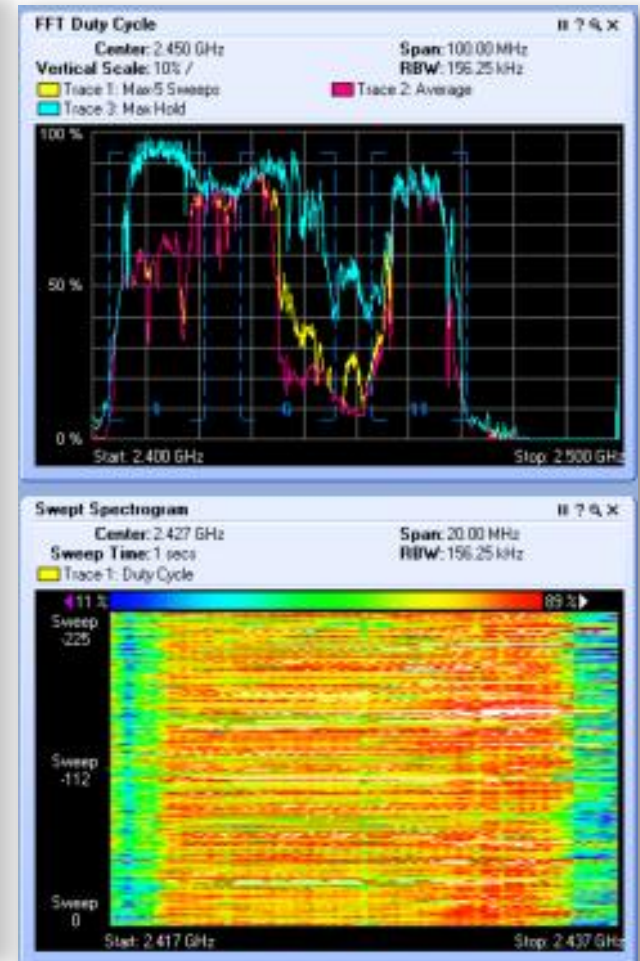 FFT Duty Cycle
Center: 2.450 GHz Span: 100.00 MHz
Vertical Scale: 10% / RBW: 156.25 kHz
Trace 1: Max-5 Sweeps Trace 2: Average
Trace 3: Max Hold
100 %
50 %
1 6 11
0 %
Start: 2.400 GHz Stop: 2.500 GHz
Swept Spectrogram
Center: 2.427 GHz Span: 20.00 MHz
Sweep Time: 1 secs RBW: 156.25 kHz
Trace 1: Duty Cycle
11 % 89 %
Sweep
-225
Sweep
-112
Sweep
0
Start: 2.417 GHz Stop: 2.437 GHz